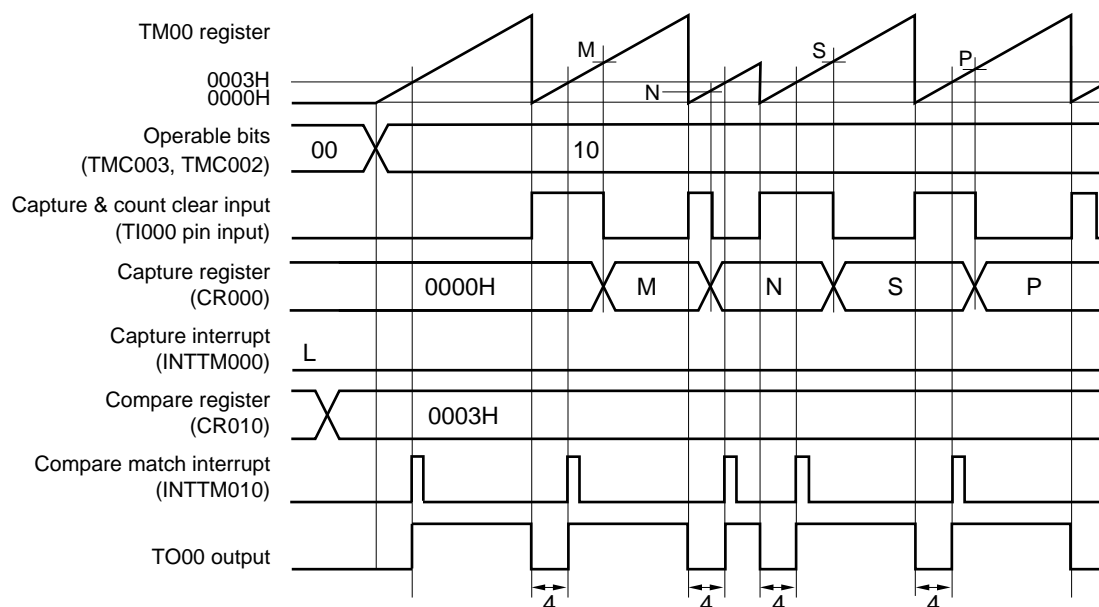 TM00 register
M
S
P
0003H
N
0000H
Operable bits
(TMC003, TMC002)
00
10
Capture & count clear input
(TI000 pin input)
Capture register
(CR000)
0000H
M
N
S
P
Capture interrupt
(INTTM000)
L
Compare register
(CR010)
0003H
Compare match interrupt
(INTTM010)
TO00 output
4
4
4
4